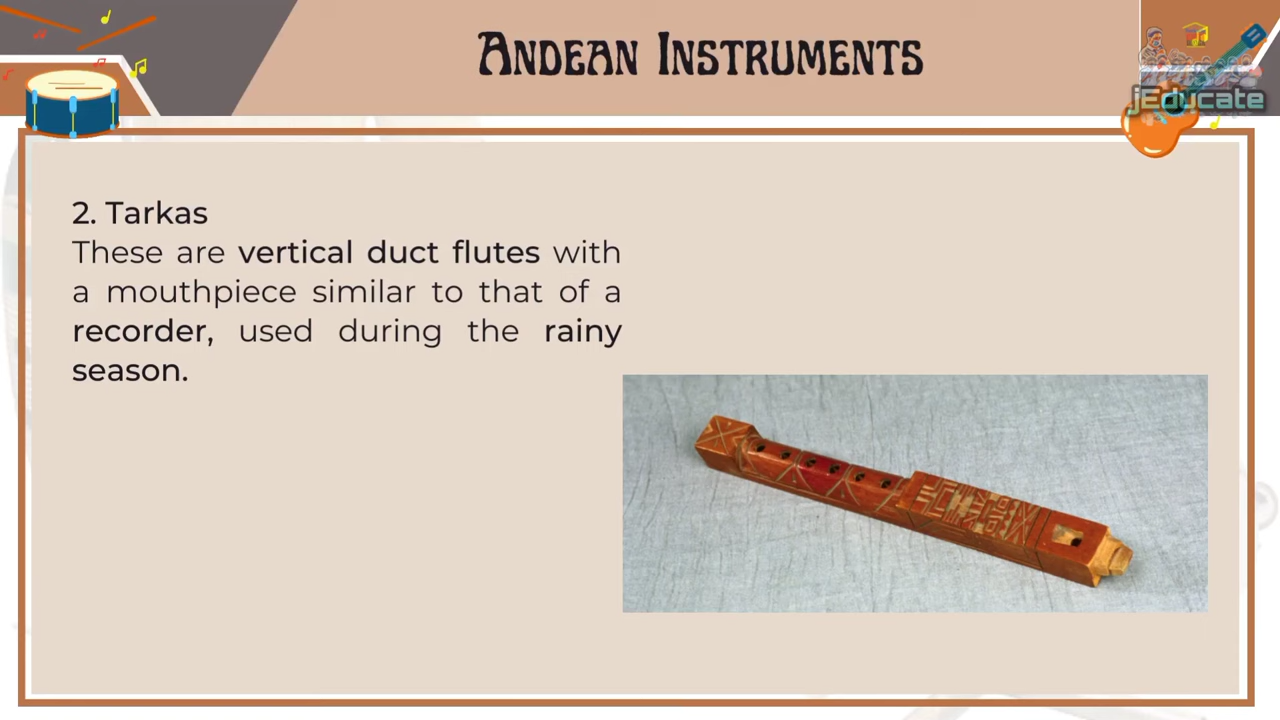 Andean Instruments
jEducate
2. Tarkas
These are vertical duct flutes with
a mouthpiece similar to that of a
recorder, used during the rainy
season.